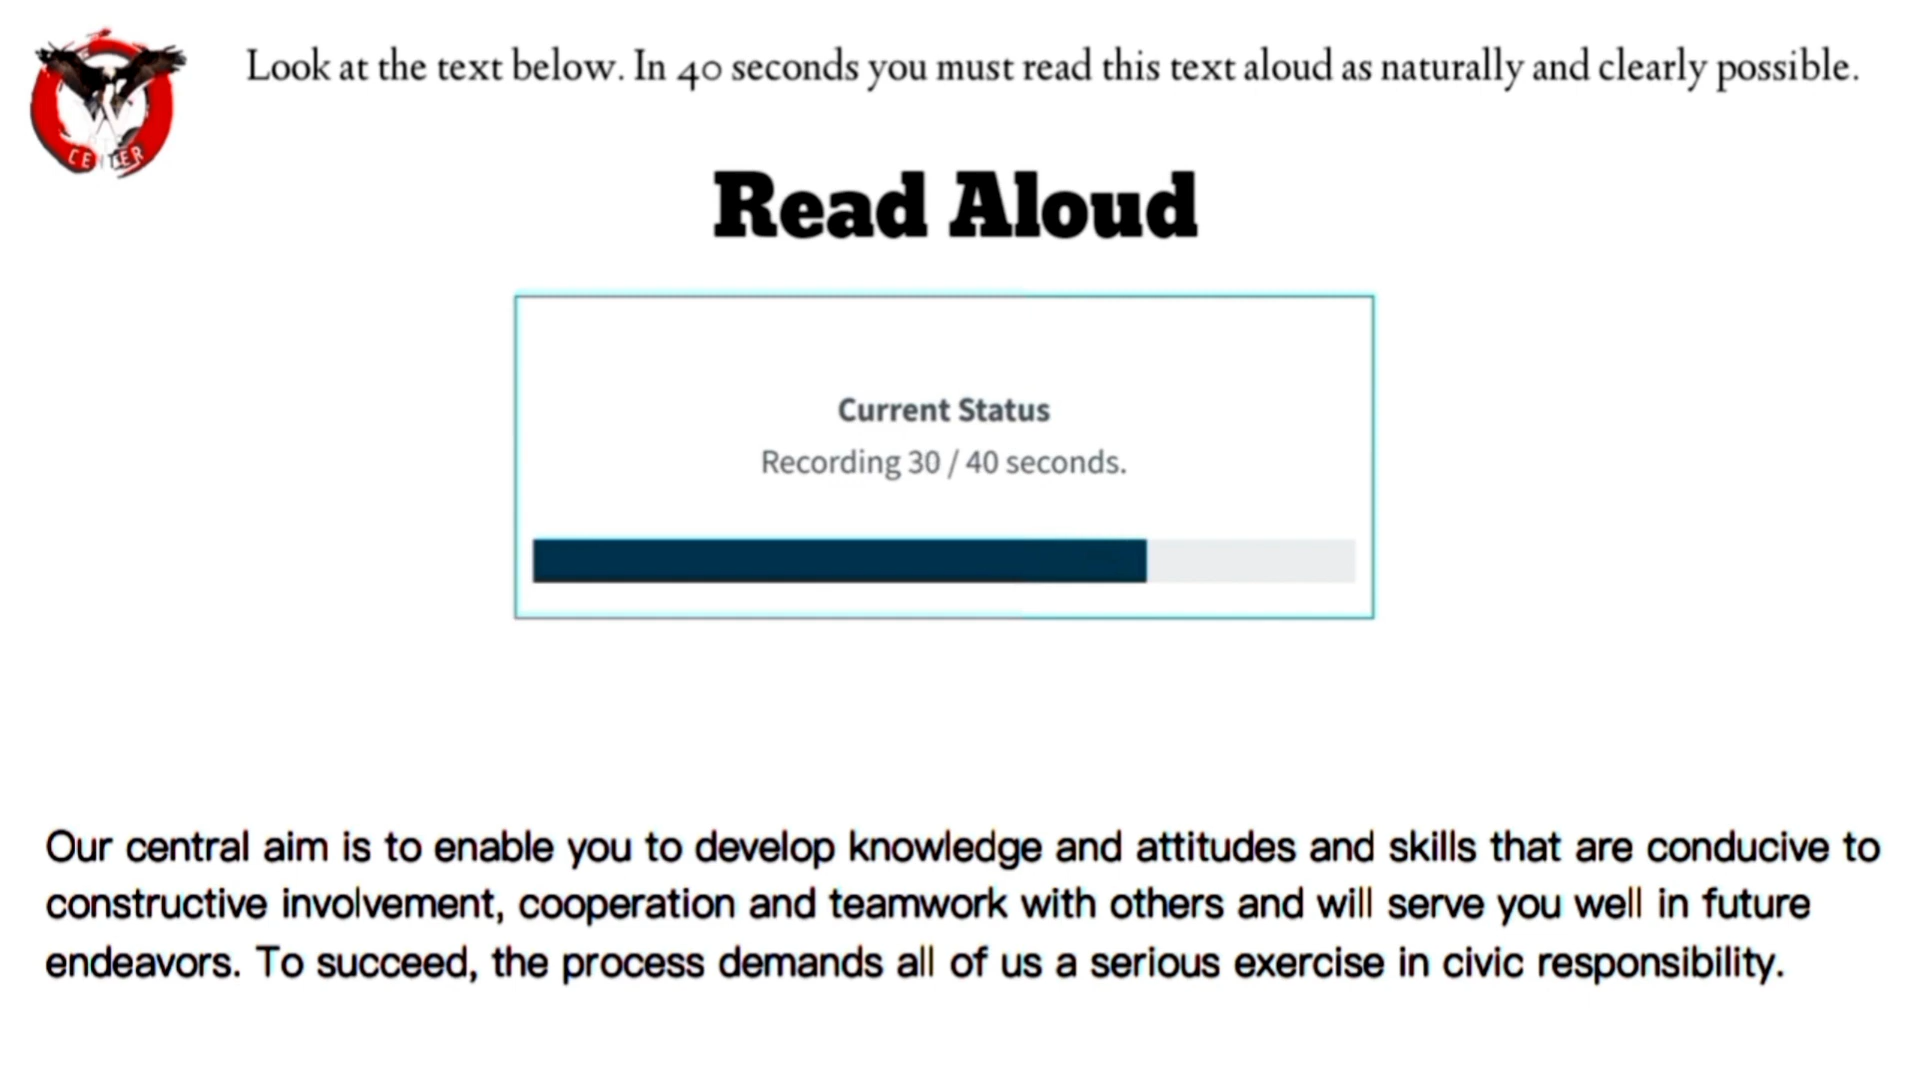 Look at the text below. In 40 seconds you must read this text aloud as naturally and clearly possible.
CENTER
Read Aloud
Current Status
Recording 30 / 40 seconds.
Our central aim is to enable you to develop knowledge and attitudes and skills that are conducive to
constructive involvement, cooperation and teamwork with others and will serve you well in future
endeavors. To succeed, the process demands all of us a serious exercise in civic responsibility.